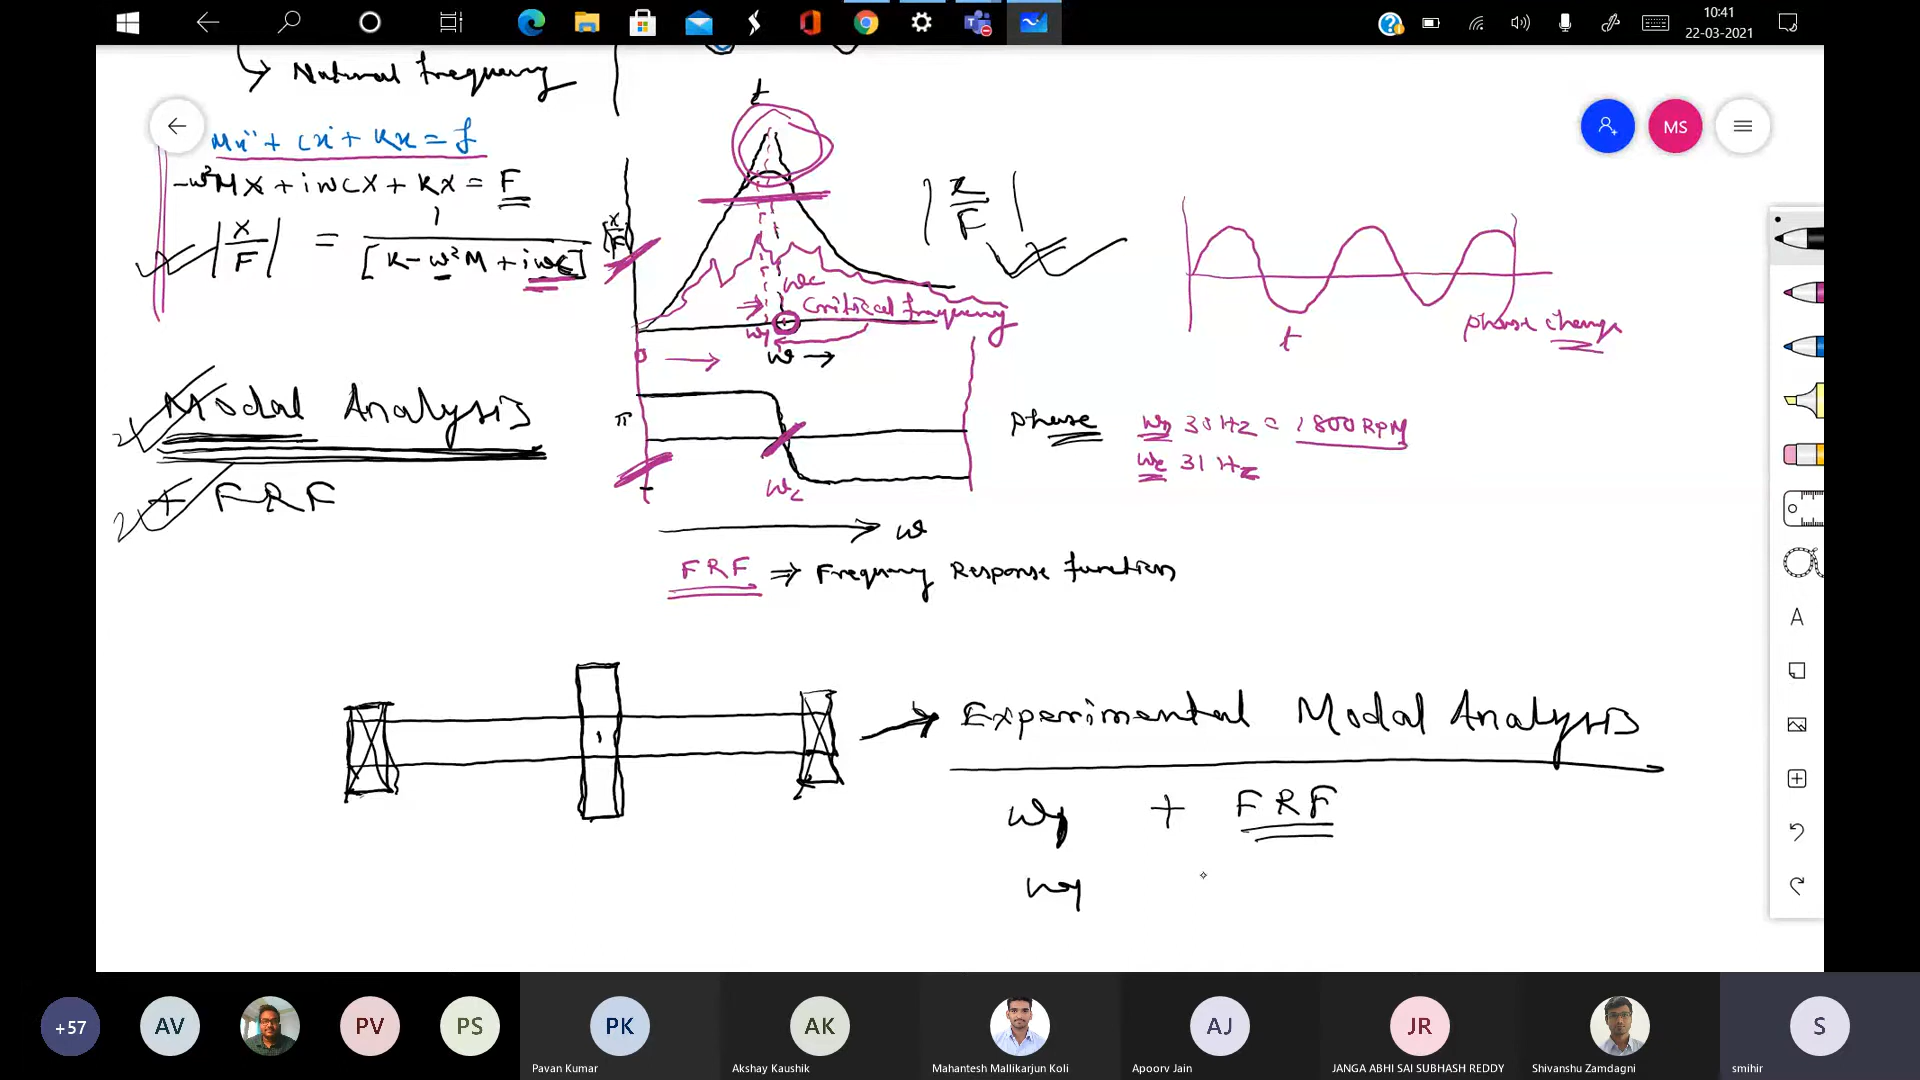 10:41
22-03-2021
Natural frequency
t
Mẍ + cẋ + Kx = f
-ω²MX + iωCX + KX = F
|X/F| = 1/[K - ω²M + iωC]
|X/F|
|X/F|
ωc
Critical frequency
ωn
0
ω →
t
phase change
MS
Modal Analysis
+ FRF
π
phase
ωn 30 Hz = 1800 RPM
ωc 31 Hz
ωc
ω
FRF ⇒ Frequency Response function
Experimental Modal Analysis
+ FRF
A
+57
AV
PV
PS
PK
AK
AJ
JR
S
Pavan Kumar
Akshay Kaushik
Mahantesh Mallikarjun Koli
Apoorv Jain
JANGA ABHI SAI SUBHASH REDDY
Shivanshu Zamdagni
smihir